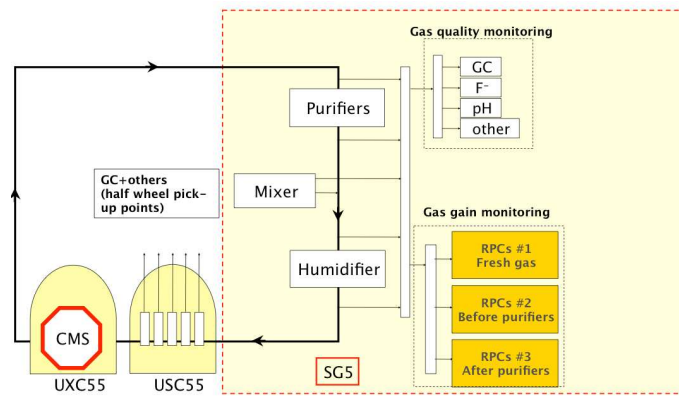 Gas quality monitoring
GC
F⁻
pH
other
Purifiers
GC+others
(half wheel pick-
up points)
Mixer
Gas gain monitoring
RPCs #1
Fresh gas
Humidifier
RPCs #2
Before purifiers
CMS
RPCs #3
After purifiers
SG5
UXC55
USC55